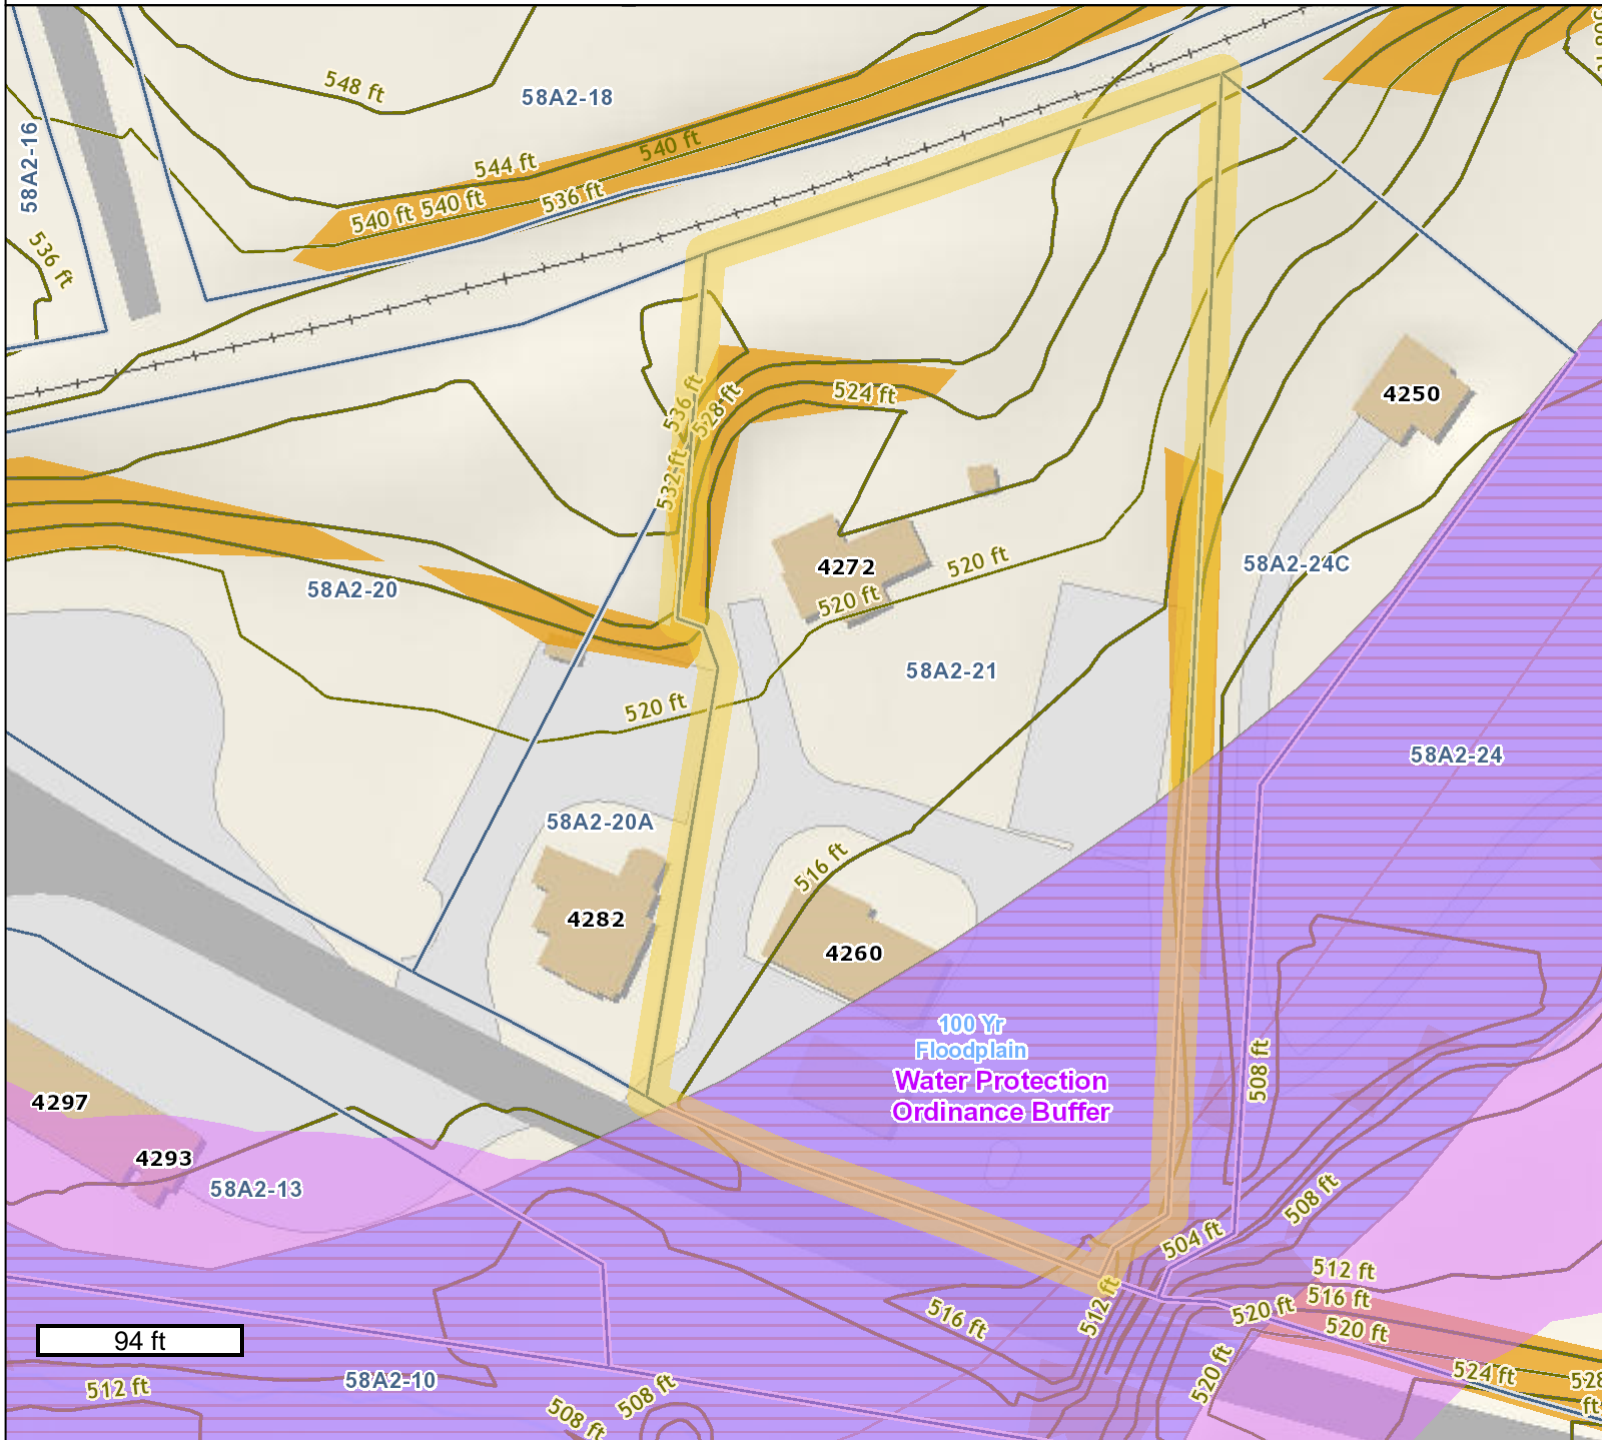 548 ft
58A2-18
58A2-16
544 ft
540 ft
540 ft
540 ft
536 ft
536 ft
536 ft
528 ft
532 ft
524 ft
4250
4272
520 ft
520 ft
58A2-24C
58A2-20
58A2-21
520 ft
58A2-24
58A2-20A
516 ft
4282
4260
100 Yr
Floodplain
Water Protection
Ordinance Buffer
508 ft
4297
4293
58A2-13
508 ft
504 ft
512 ft
516 ft
520 ft
520 ft
512 ft
516 ft
94 ft
58A2-10
512 ft
508 ft
508 ft
520 ft
524 ft
528
ft